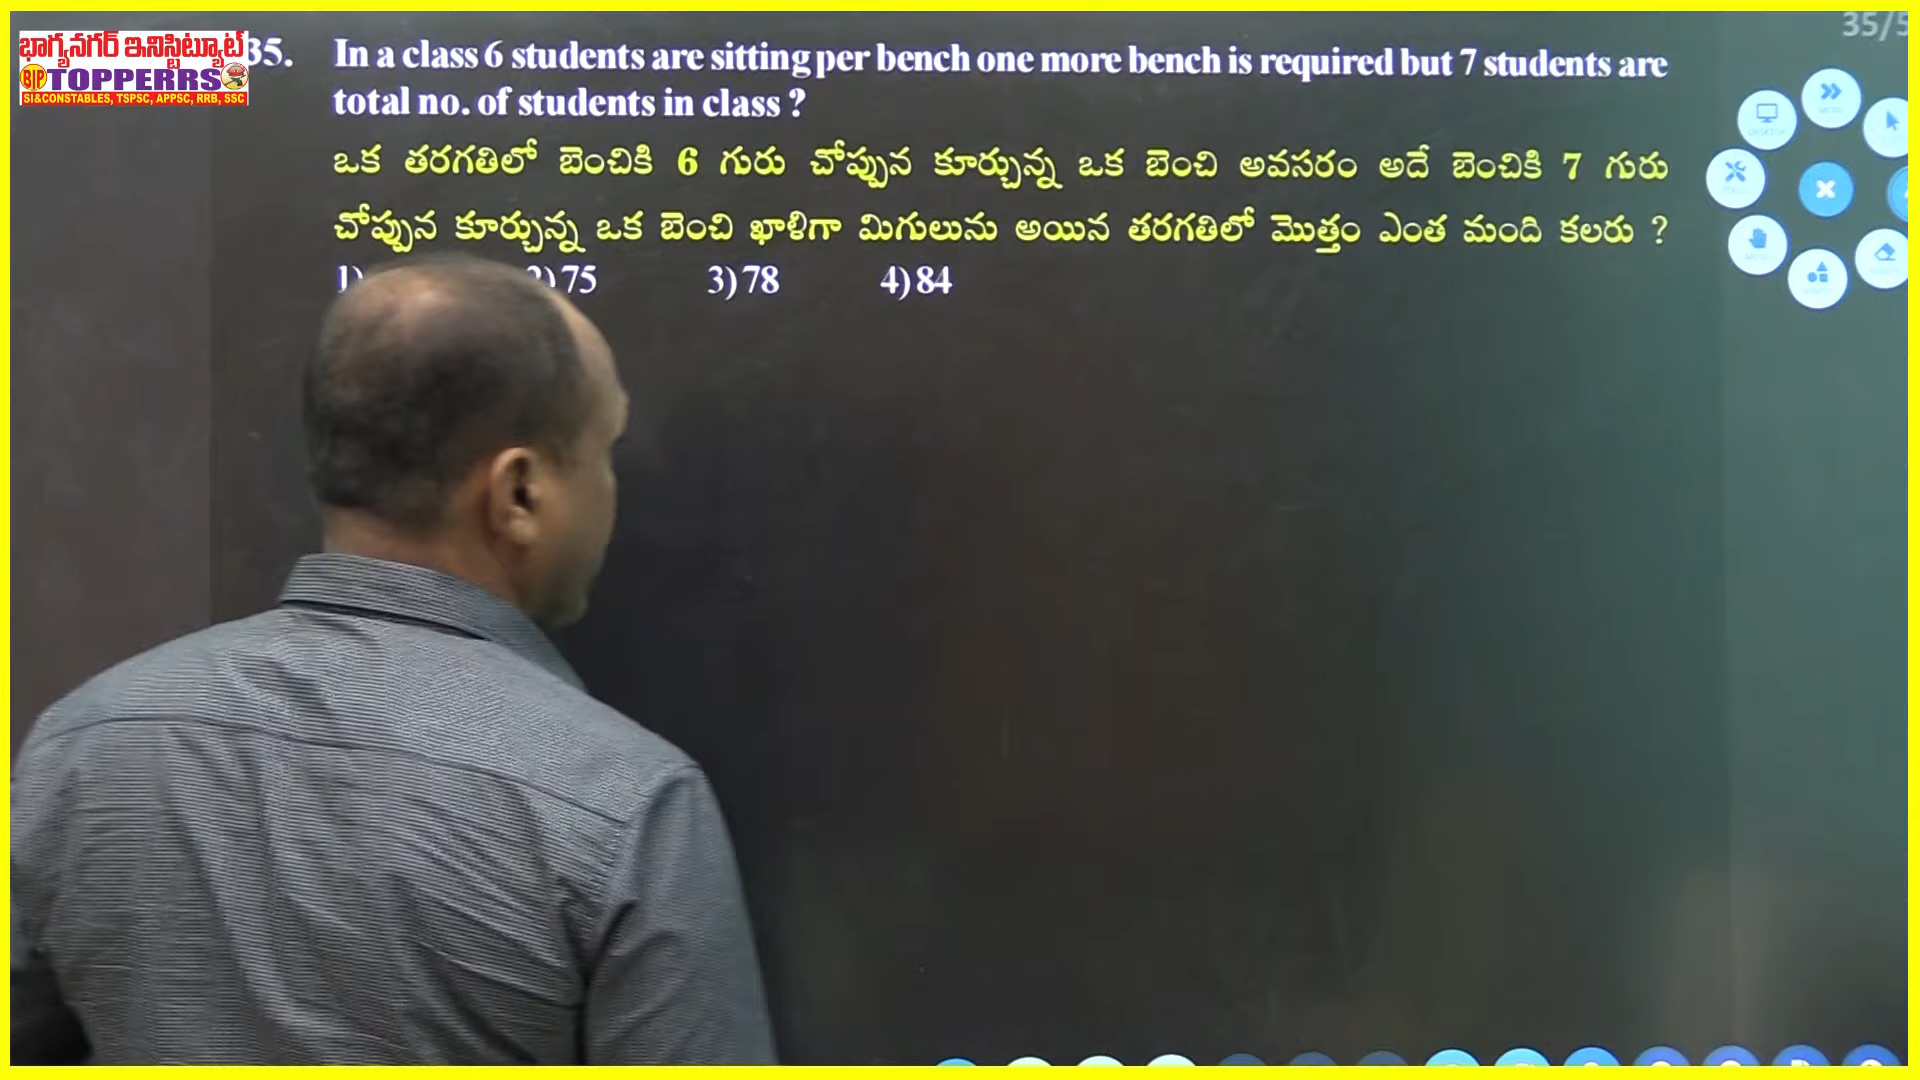 భాగ్యనగర్ ఇనిస్టిట్యూట్
BIP TOPPERRS
SI&CONSTABLES, TSPSC, APPSC, RRB, SSC
35/5
35. In a class 6 students are sitting per bench one more bench is required but 7 students are
total no. of students in class ?
ఒక తరగతిలో బెంచికి 6 గురు చోప్పున కూర్చున్న ఒక బెంచి అవసరం అదే బెంచికి 7 గురు
చోప్పున కూర్చున్న ఒక బెంచి ఖాళిగా మిగులును అయిన తరగతిలో మొత్తం ఎంత మంది కలరు ?
1) 2) 75 3) 78 4) 84